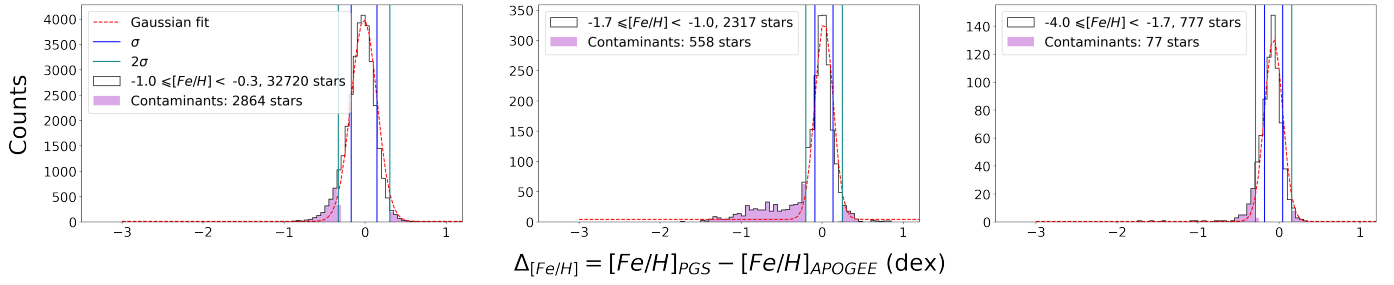 Counts
4000
3500
3000
2500
2000
1500
1000
500
0
Gaussian fit
σ
2σ
-1.0 ⩽[Fe/H]< -0.3, 32720 stars
Contaminants: 2864 stars
−3 −2 −1 0 1
350
300
250
200
150
100
50
0
-1.7 ⩽[Fe/H]< -1.0, 2317 stars
Contaminants: 558 stars
−3 −2 −1 0 1
140
120
100
80
60
40
20
0
-4.0 ⩽[Fe/H]< -1.7, 777 stars
Contaminants: 77 stars
−3 −2 −1 0 1
Δ[Fe/H] = [Fe/H]PGS − [Fe/H]APOGEE (dex)